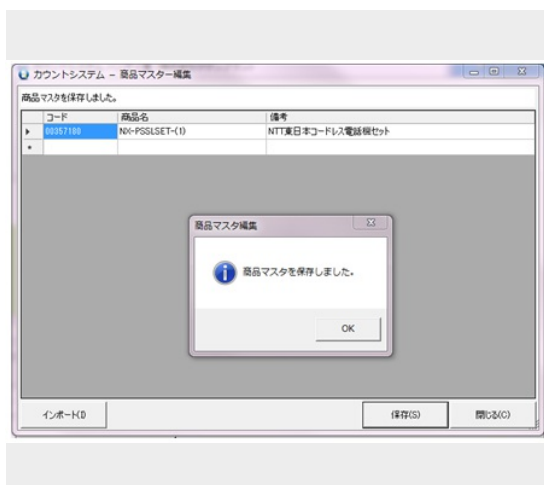 カウントシステム - 商品マスター編集
商品マスタを保存しました。
コード 商品名 備考
00357180 NX-PSSLSET-(1) NTT東日本コードレス電話機セット
商品マスタ編集
商品マスタを保存しました。
OK
インポート(I) 保存(S) 閉じる(C)